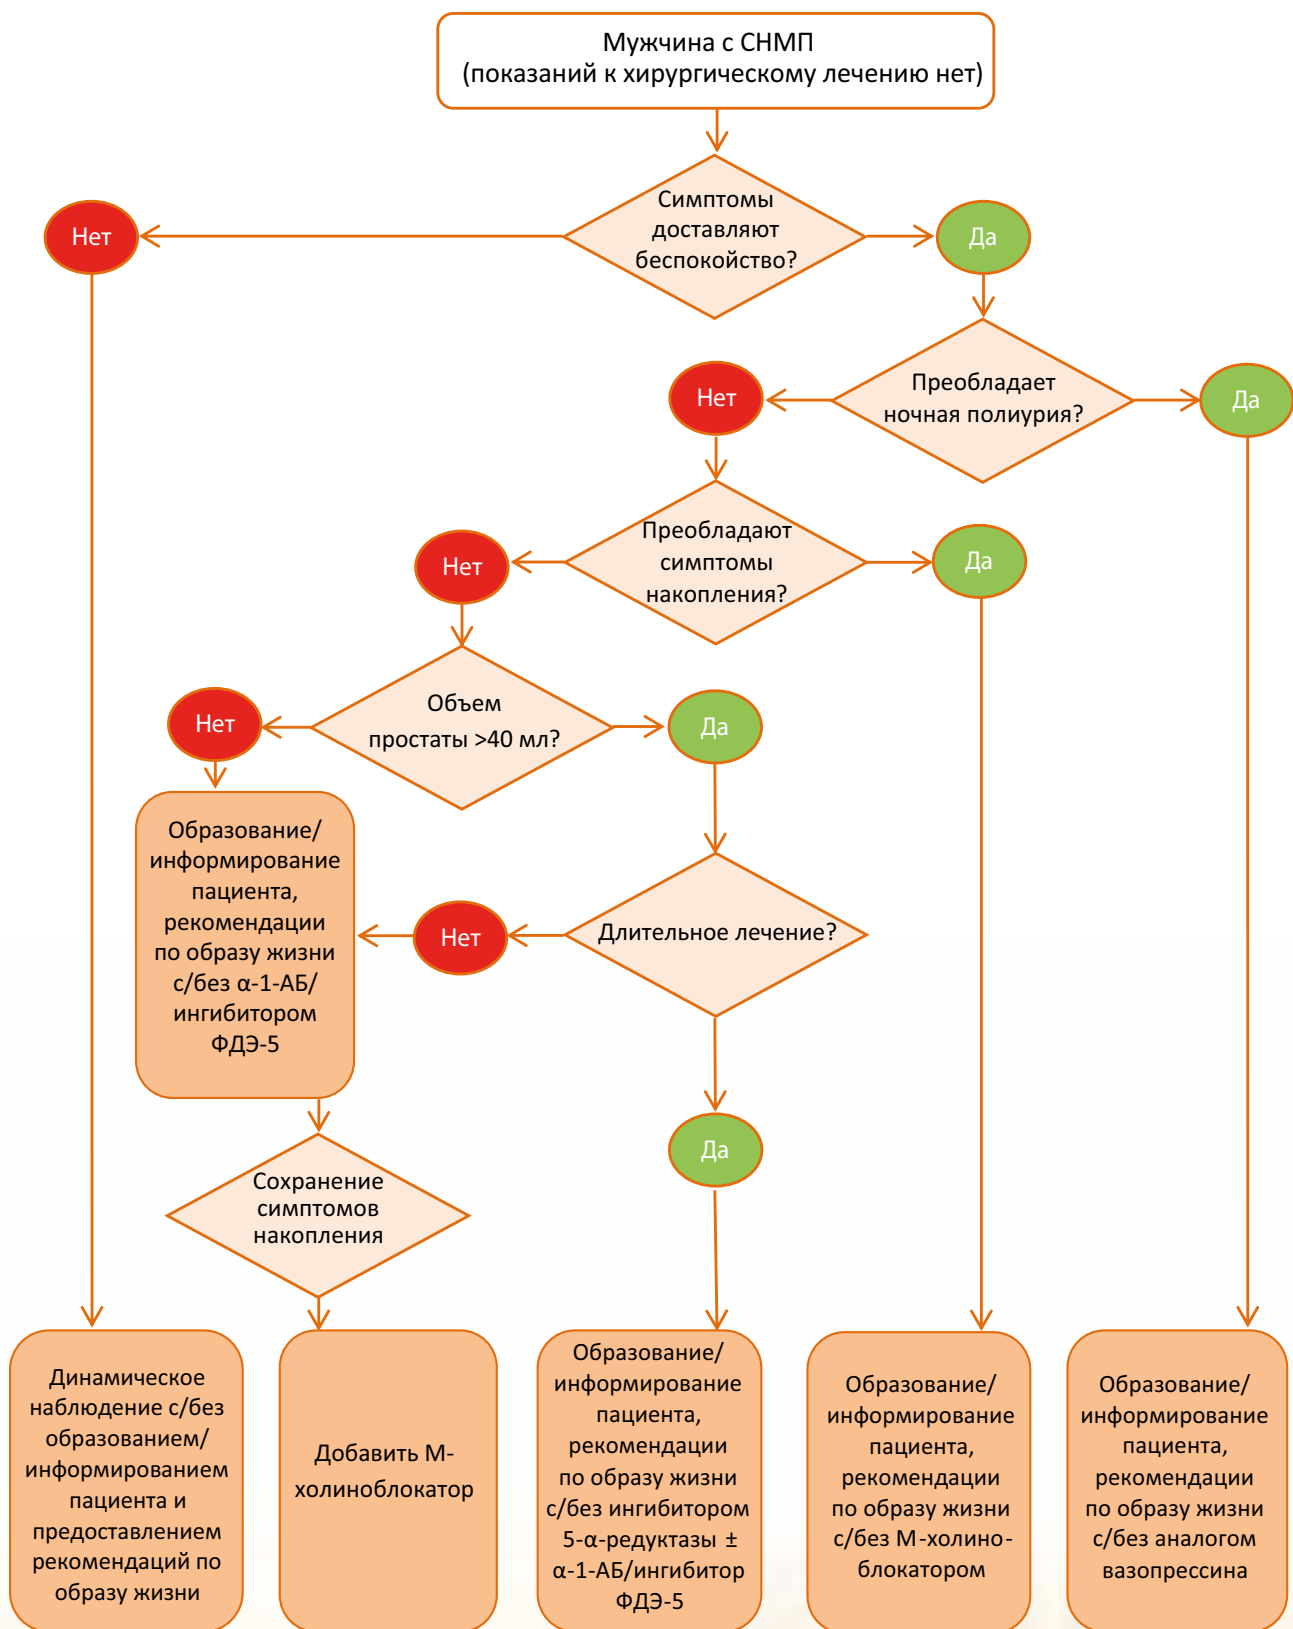 Мужчина с СНМП
(показаний к хирургическому лечению нет)
Симптомы
доставляют
беспокойство?
Нет
Да
Преобладает
ночная полиурия?
Нет
Да
Преобладают
симптомы
накопления?
Нет
Да
Объем
простаты >40 мл?
Нет
Да
Образование/
информирование
пациента,
рекомендации
по образу жизни
с/без α-1-АБ/
ингибитором
ФДЭ-5
Длительное лечение?
Нет
Да
Сохранение
симптомов
накопления
Динамическое
наблюдение с/без
образованием/
информированием
пациента и
предоставлением
рекомендаций по
образу жизни
Добавить М-
холиноблокатор
Образование/
информирование
пациента,
рекомендации
по образу жизни
с/без ингибитором
5-α-редуктазы ±
α-1-АБ/ингибитор
ФДЭ-5
Образование/
информирование
пациента,
рекомендации
по образу жизни
с/без М-холино-
блокатором
Образование/
информирование
пациента,
рекомендации
по образу жизни
с/без аналогом
вазопрессина